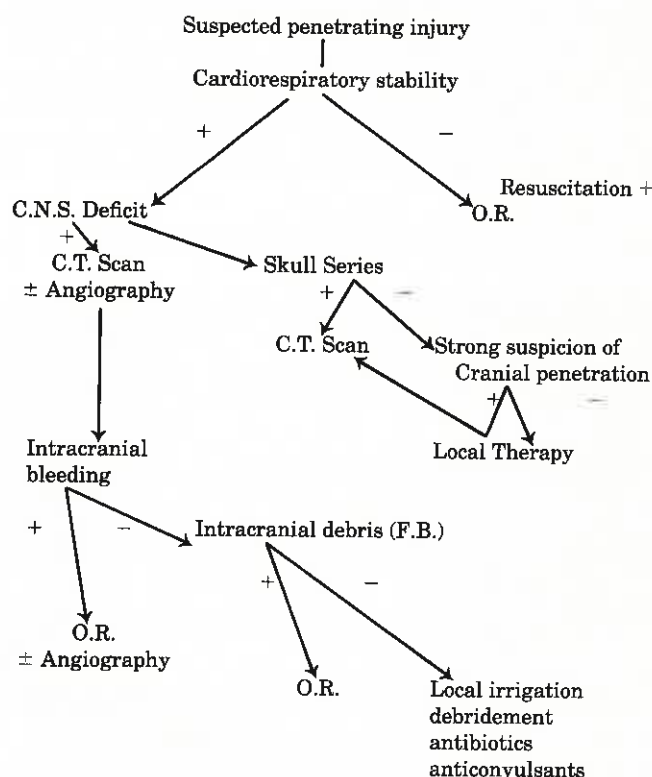 Suspected penetrating injury
Cardiorespiratory stability
+ −
Resuscitation +
O.R.
C.N.S. Deficit
+
C.T. Scan
± Angiography
Skull Series
+ −
C.T. Scan
Strong suspicion of
Cranial penetration
+ −
Local Therapy
Intracranial
bleeding
+ −
Intracranial debris (F.B.)
+ −
O.R.
± Angiography
O.R.
Local irrigation
debridement
antibiotics
anticonvulsants